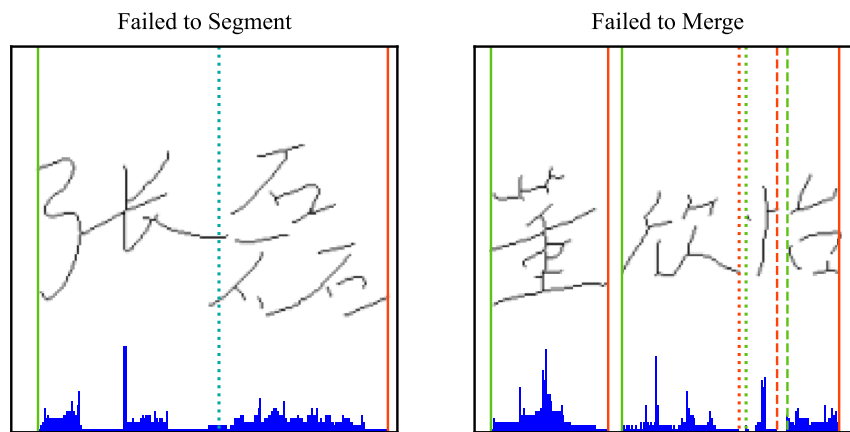 Failed to Segment
Failed to Merge
张磊
董欣怡